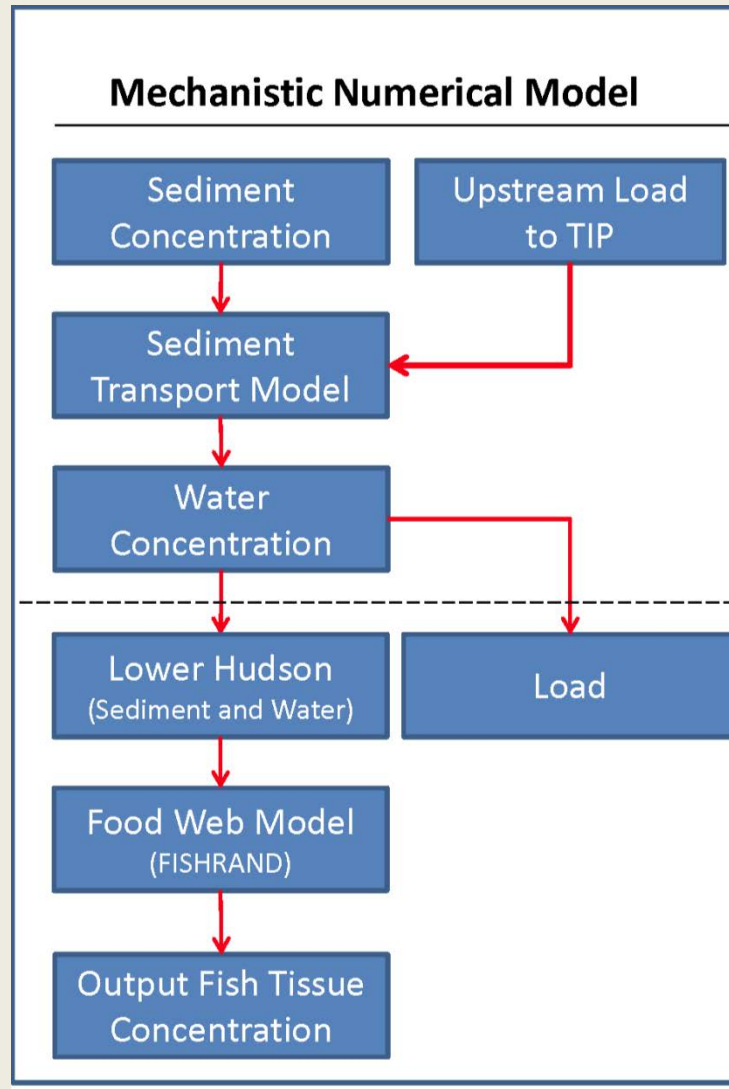 Mechanistic Numerical Model
Sediment
Concentration
Upstream Load
to TIP
Sediment
Transport Model
Water
Concentration
Lower Hudson
(Sediment and Water)
Load
Food Web Model
(FISHRAND)
Output Fish Tissue
Concentration